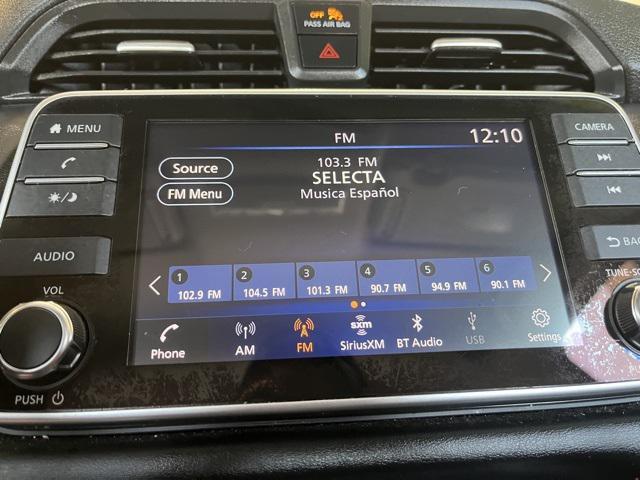 OFF
PASS AIR BAG
MENU
CAMERA
FM
12:10
Source
103.3 FM
SELECTA
FM Menu
Musica Español
AUDIO
BAC
1 2 3 4 5 6
102.9 FM 104.5 FM 101.3 FM 90.7 FM 94.9 FM 90.1 FM
TUNE-SC
VOL
Phone AM FM sxm SiriusXM BT Audio USB Settings
PUSH